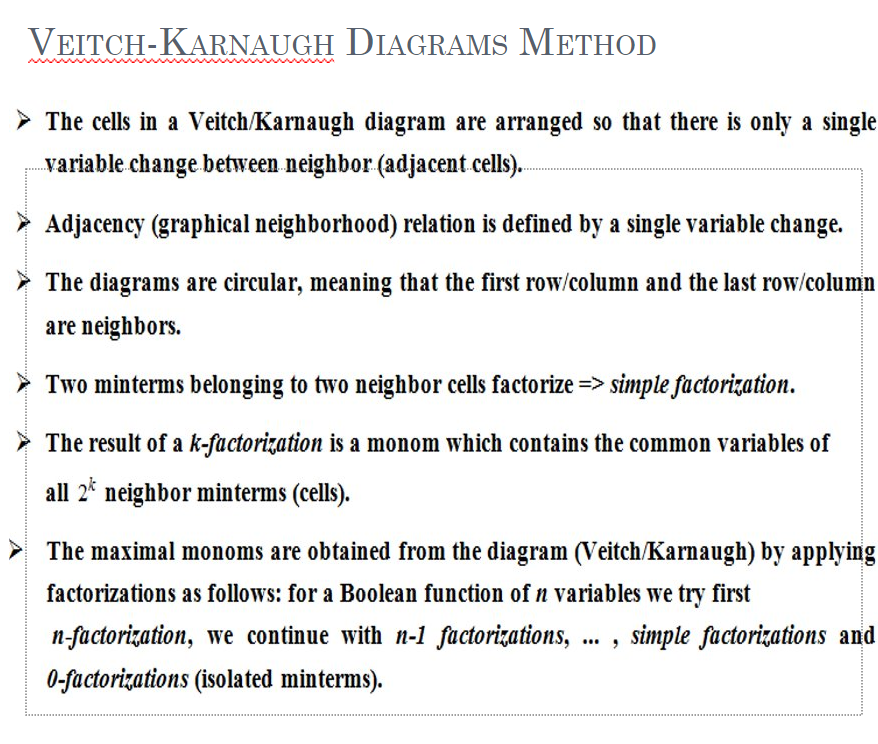 VEITCH-KARNAUGH DIAGRAMS METHOD
➢ The cells in a Veitch/Karnaugh diagram are arranged so that there is only a single
variable change between neighbor (adjacent cells).
➢ Adjacency (graphical neighborhood) relation is defined by a single variable change.
➢ The diagrams are circular, meaning that the first row/column and the last row/column
are neighbors.
➢ Two minterms belonging to two neighbor cells factorize => simple factorization.
➢ The result of a k-factorization is a monom which contains the common variables of
all 2^k neighbor minterms (cells).
➢ The maximal monoms are obtained from the diagram (Veitch/Karnaugh) by applying
factorizations as follows: for a Boolean function of n variables we try first
n-factorization, we continue with n-1 factorizations, ... , simple factorizations and
0-factorizations (isolated minterms).